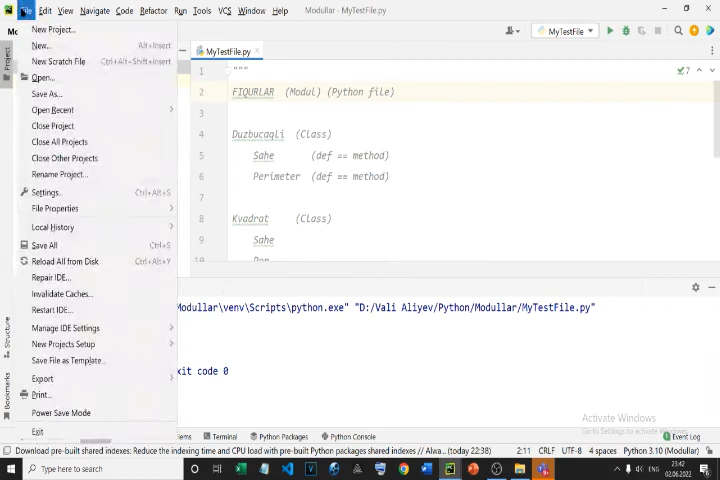 File Edit View Navigate Code Refactor Run Tools VCS Window Help Modullar - MyTestFile.py
Mo
MyTestFile
New Project...
New... Alt+Insert
New Scratch File Ctrl+Alt+Shift+Insert
Open...
Save As...
Open Recent
Close Project
Close All Projects
Close Other Projects
Rename Project...
Settings... Ctrl+Alt+S
File Properties
Local History
Save All Ctrl+S
Reload All from Disk Ctrl+Alt+Y
Repair IDE...
Invalidate Caches...
Restart IDE...
Manage IDE Settings
New Projects Setup
Save File as Template...
Export
Print...
Power Save Mode
Exit
Project
Structure
Bookmarks
MyTestFile.py
7
1 """
2 FIQURLAR (Modul) (Python file)
3
4 Duzbucaqli (Class)
5 Sahe (def == method)
6 Perimeter (def == method)
7
8 Kvadrat (Class)
9 Sahe
10
Modullar\venv\Scripts\python.exe" "D:/Vali Aliyev/Python/Modullar/MyTestFile.py"
xit code 0
Activate Windows
Go to Settings to activate Windows.
ems Terminal Python Packages Python Console Event Log
Download pre-built shared indexes: Reduce the indexing time and CPU load with pre-built Python packages shared indexes // Alwa... (today 22:38) 2:11 CRLF UTF-8 4 spaces Python 3.10 (Modullar)
Type here to search
ENG
23:42
02.06.2022